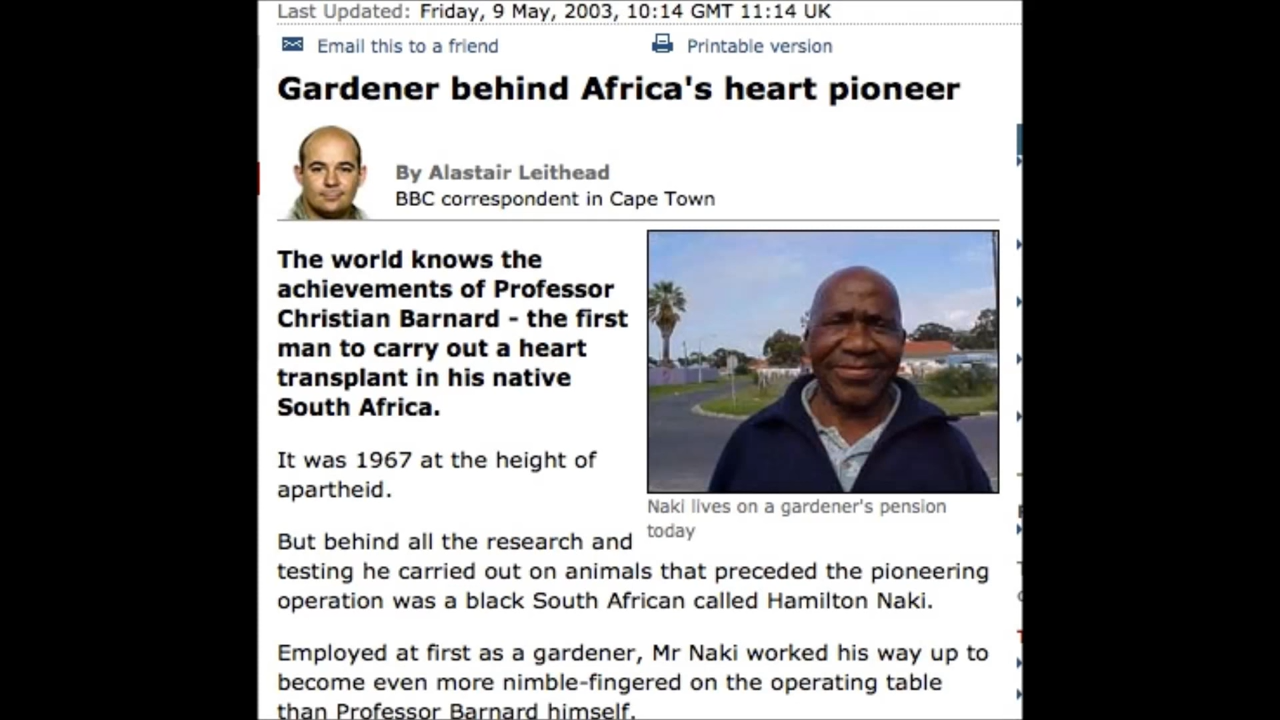 Last Updated: Friday, 9 May, 2003, 10:14 GMT 11:14 UK
Email this to a friend
Printable version
Gardener behind Africa's heart pioneer
By Alastair Leithead
BBC correspondent in Cape Town
The world knows the
achievements of Professor
Christian Barnard - the first
man to carry out a heart
transplant in his native
South Africa.
It was 1967 at the height of
apartheid.
Naki lives on a gardener's pension
today
But behind all the research and
testing he carried out on animals that preceded the pioneering
operation was a black South African called Hamilton Naki.
Employed at first as a gardener, Mr Naki worked his way up to
become even more nimble-fingered on the operating table
than Professor Barnard himself.